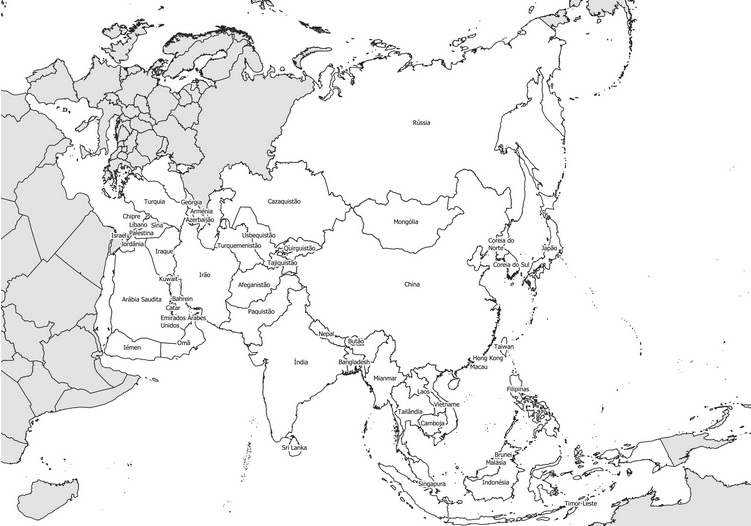 Rússia
Turquia
Geórgia
Armênia
Azerbaijão
Cazaquistão
Mongólia
Chipre
Líbano
Síria
Palestina
Israel
Jordânia
Iraque
Usbequistão
Turquemenistão
Quirguistão
Tajiquistão
Coreia do
Norte
Japão
Coreia do Sul
Kuwait
Irão
Afeganistão
China
Arábia Saudita
Bahrein
Catar
Emirados Árabes
Unidos
Paquistão
Iémen
Omã
Nepal
Butão
Bangladesh
Índia
Taiwan
Hong Kong
Macau
Mianmar
Laos
Filipinas
Tailândia
Vietname
Camboja
Sri Lanka
Brunei
Malásia
Singapura
Indonésia
Timor-Leste